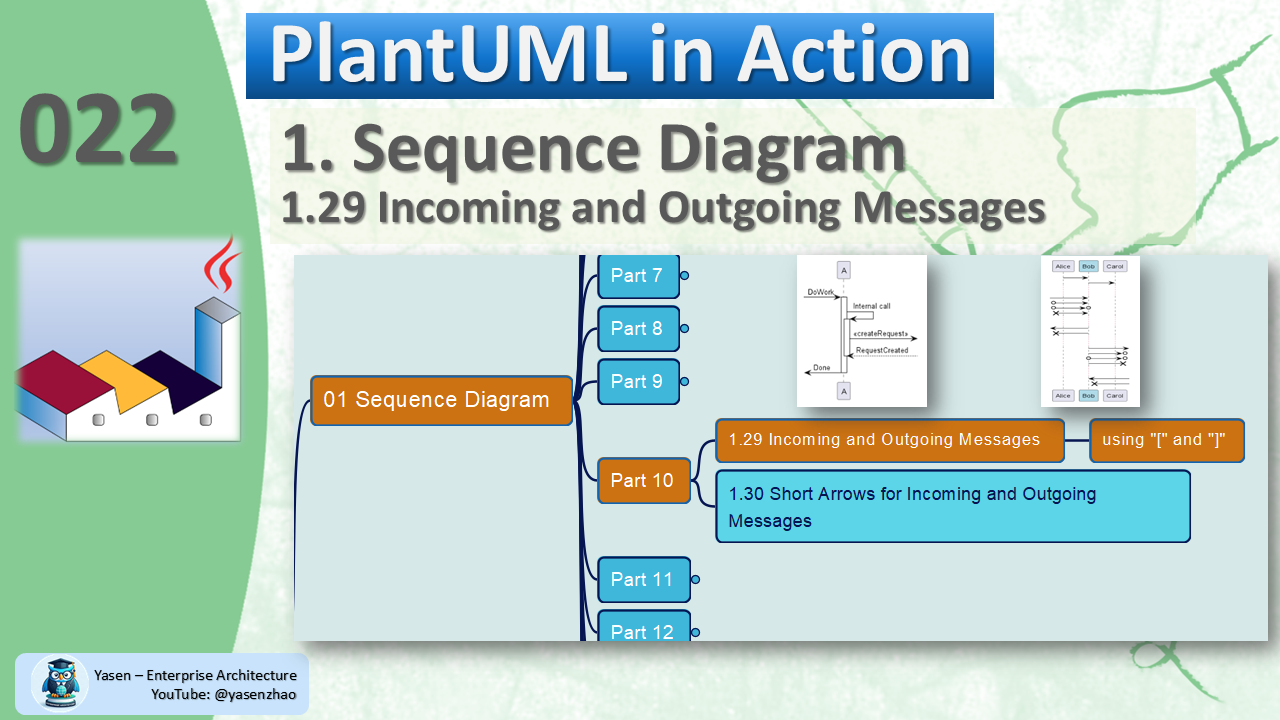 PlantUML in Action
022
1. Sequence Diagram
1.29 Incoming and Outgoing Messages
Part 7
Part 8
Part 9
01 Sequence Diagram
Part 10
1.29 Incoming and Outgoing Messages
using "[" and "]"
1.30 Short Arrows for Incoming and Outgoing
Messages
Part 11
Part 12
A
DoWork
Internal call
«createRequest»
RequestCreated
Done
A
Alice Bob Carol
Alice Bob Carol
Yasen – Enterprise Architecture
YouTube: @yasenzhao